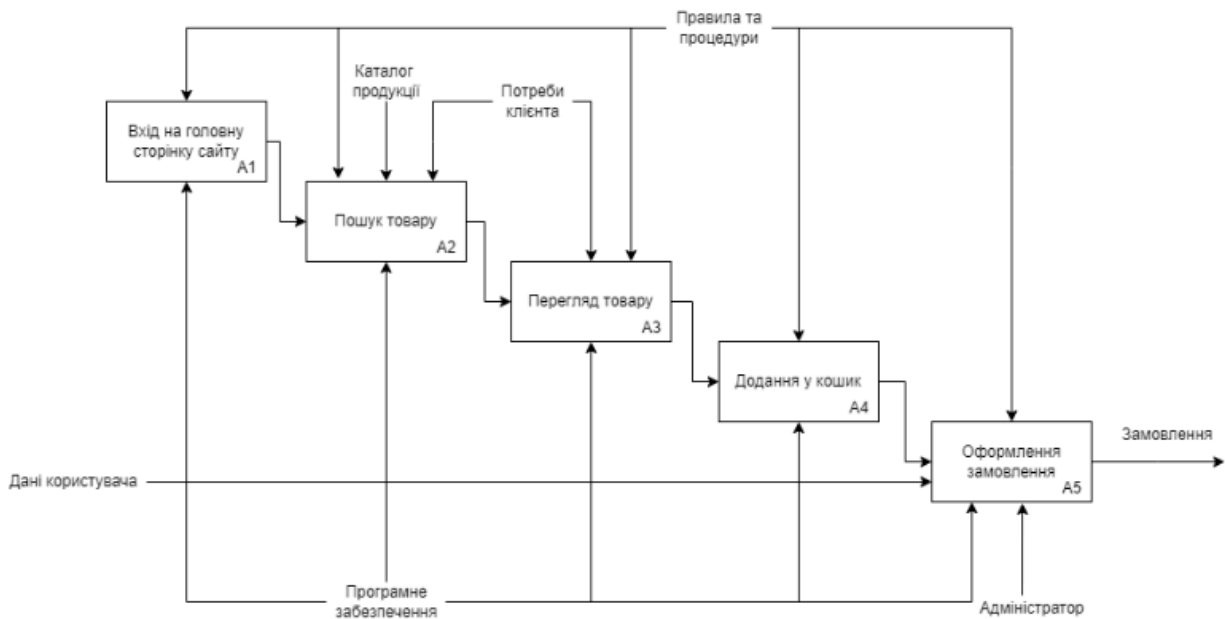 Правила та
процедури
Каталог
продукції
Потреби
клієнта
Вхід на головну
сторінку сайту
A1
Пошук товару
A2
Перегляд товару
A3
Додання у кошик
A4
Замовлення
Оформлення
замовлення
A5
Дані користувача
Програмне
забезпечення
Адміністратор